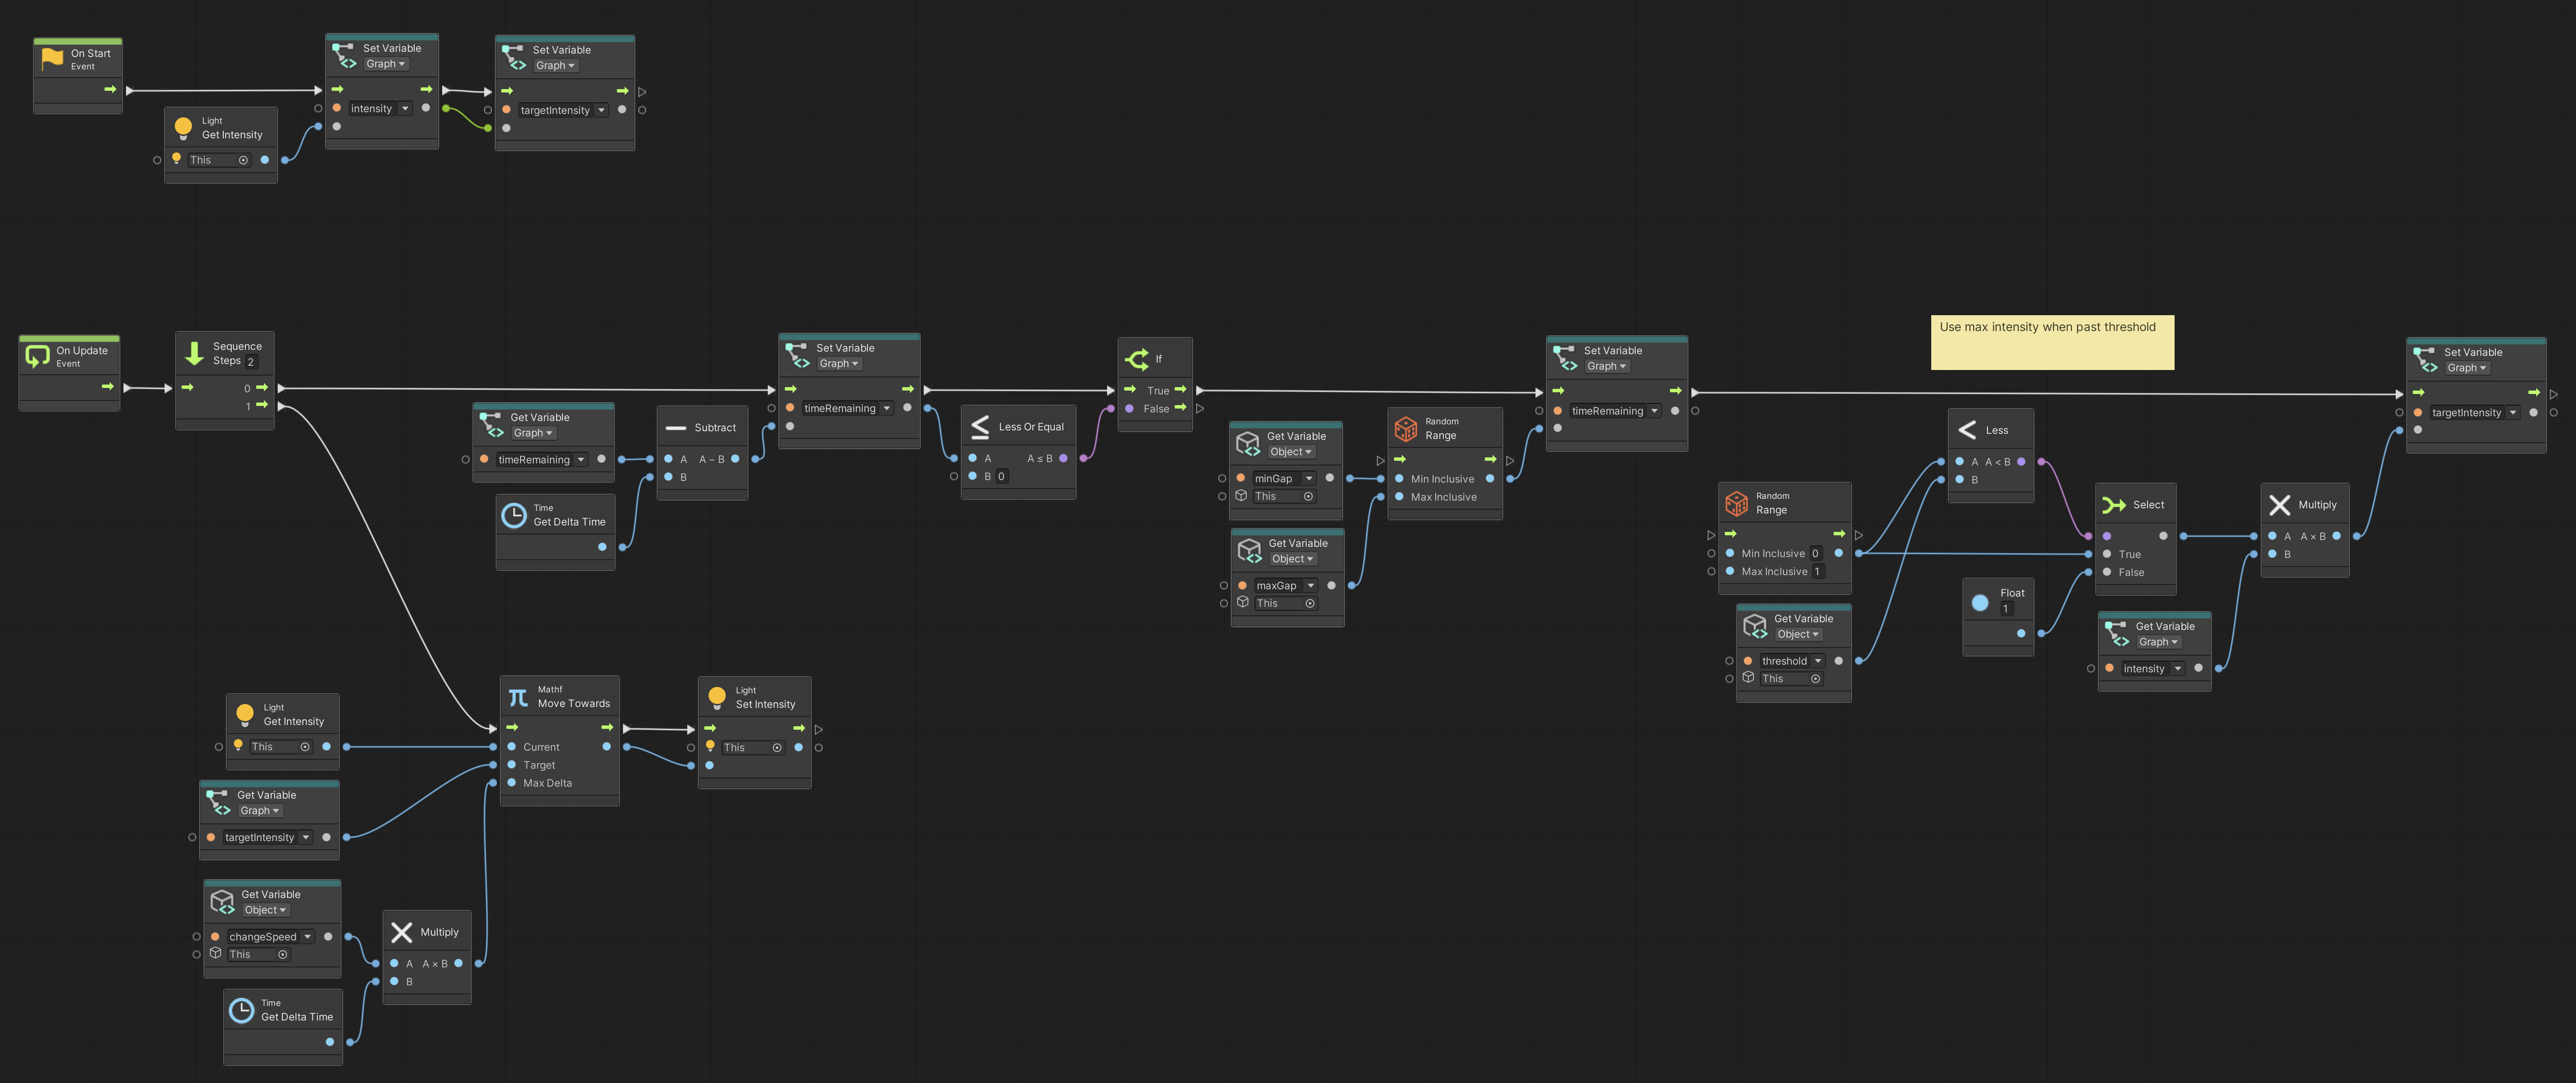 On Start
Event
Set Variable
Graph
intensity
Set Variable
Graph
targetIntensity
Light
Get Intensity
This
Use max intensity when past threshold
On Update
Event
Sequence
Steps 2
0
1
Get Variable
Graph
timeRemaining
Time
Get Delta Time
Subtract
A A − B
B
Set Variable
Graph
timeRemaining
Less Or Equal
A A ≤ B
B 0
If
True
False
Get Variable
Object
minGap
This
Get Variable
Object
maxGap
This
Random
Range
Min Inclusive
Max Inclusive
Set Variable
Graph
timeRemaining
Random
Range
Min Inclusive 0
Max Inclusive 1
Get Variable
Object
threshold
This
Less
A A < B
B
Float
1
Select
True
False
Get Variable
Graph
intensity
Multiply
A A × B
B
Set Variable
Graph
targetIntensity
Light
Get Intensity
This
Get Variable
Graph
targetIntensity
Get Variable
Object
changeSpeed
This
Time
Get Delta Time
Multiply
A A × B
B
Mathf
Move Towards
Current
Target
Max Delta
Light
Set Intensity
This